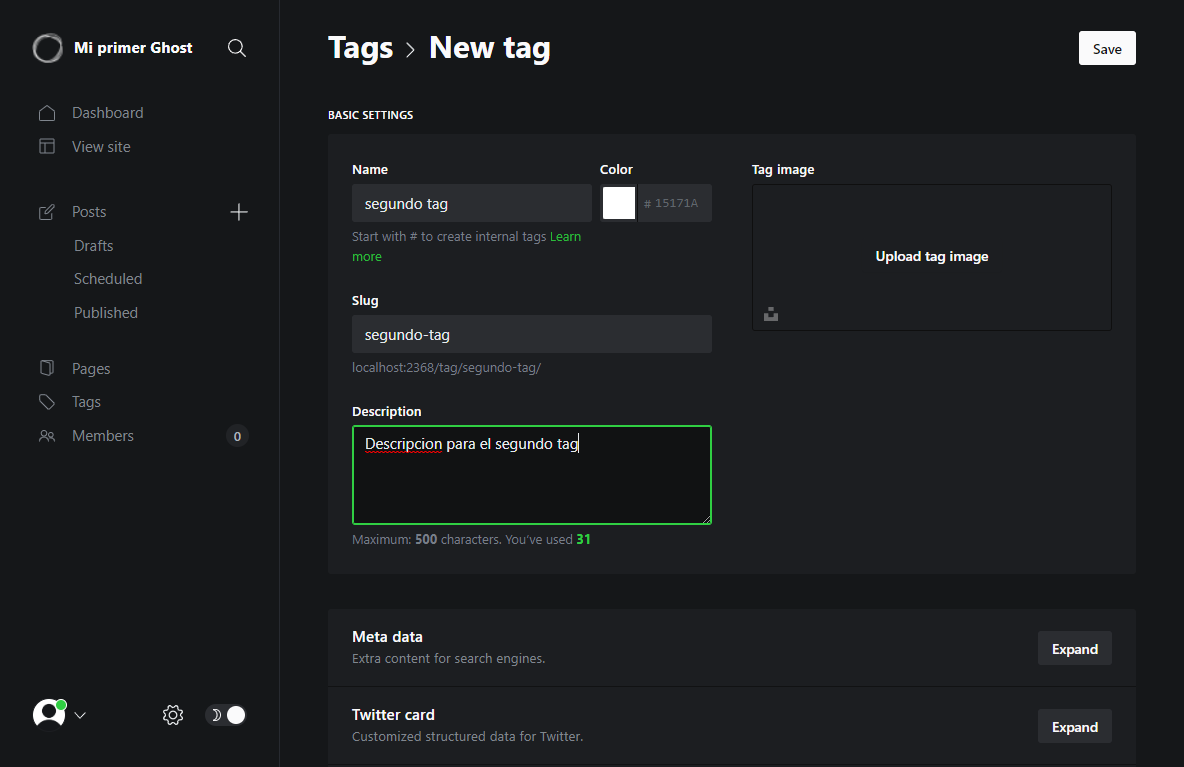 Mi primer Ghost
Dashboard
View site
Posts
Drafts
Scheduled
Published
Pages
Tags
Members
0
Tags > New tag
Save
BASIC SETTINGS
Name
segundo tag
Start with # to create internal tags Learn
more
Color
# 15171A
Slug
segundo-tag
localhost:2368/tag/segundo-tag/
Description
Descripcion para el segundo tag
Maximum: 500 characters. You’ve used 31
Tag image
Upload tag image
Meta data
Extra content for search engines.
Expand
Twitter card
Customized structured data for Twitter.
Expand